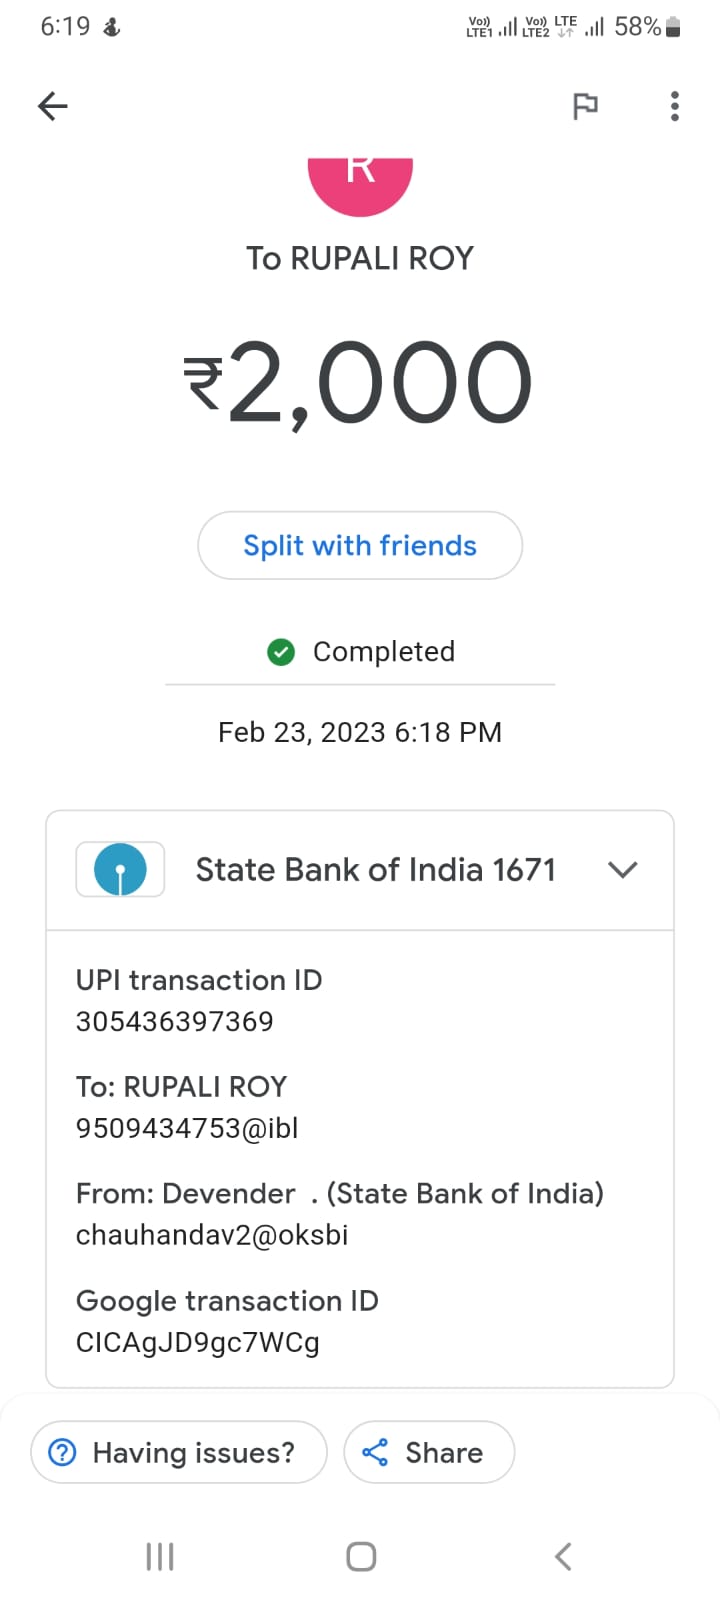 6:19
Vo)) LTE1 Vo)) LTE2 LTE 58%
R
To RUPALI ROY
₹2,000
Split with friends
Completed
Feb 23, 2023 6:18 PM
State Bank of India 1671
UPI transaction ID
305436397369
To: RUPALI ROY
9509434753@ibl
From: Devender . (State Bank of India)
chauhandav2@oksbi
Google transaction ID
CICAgJD9gc7WCg
Having issues?
Share